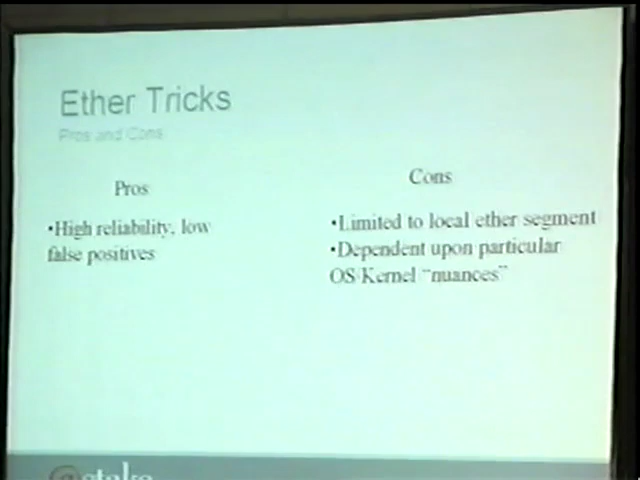 Ether Tricks
Pros and Cons
Pros
•High reliability, low
false positives
Cons
•Limited to local ether segment
•Dependent upon particular
OS/Kernel “nuances”
@stake